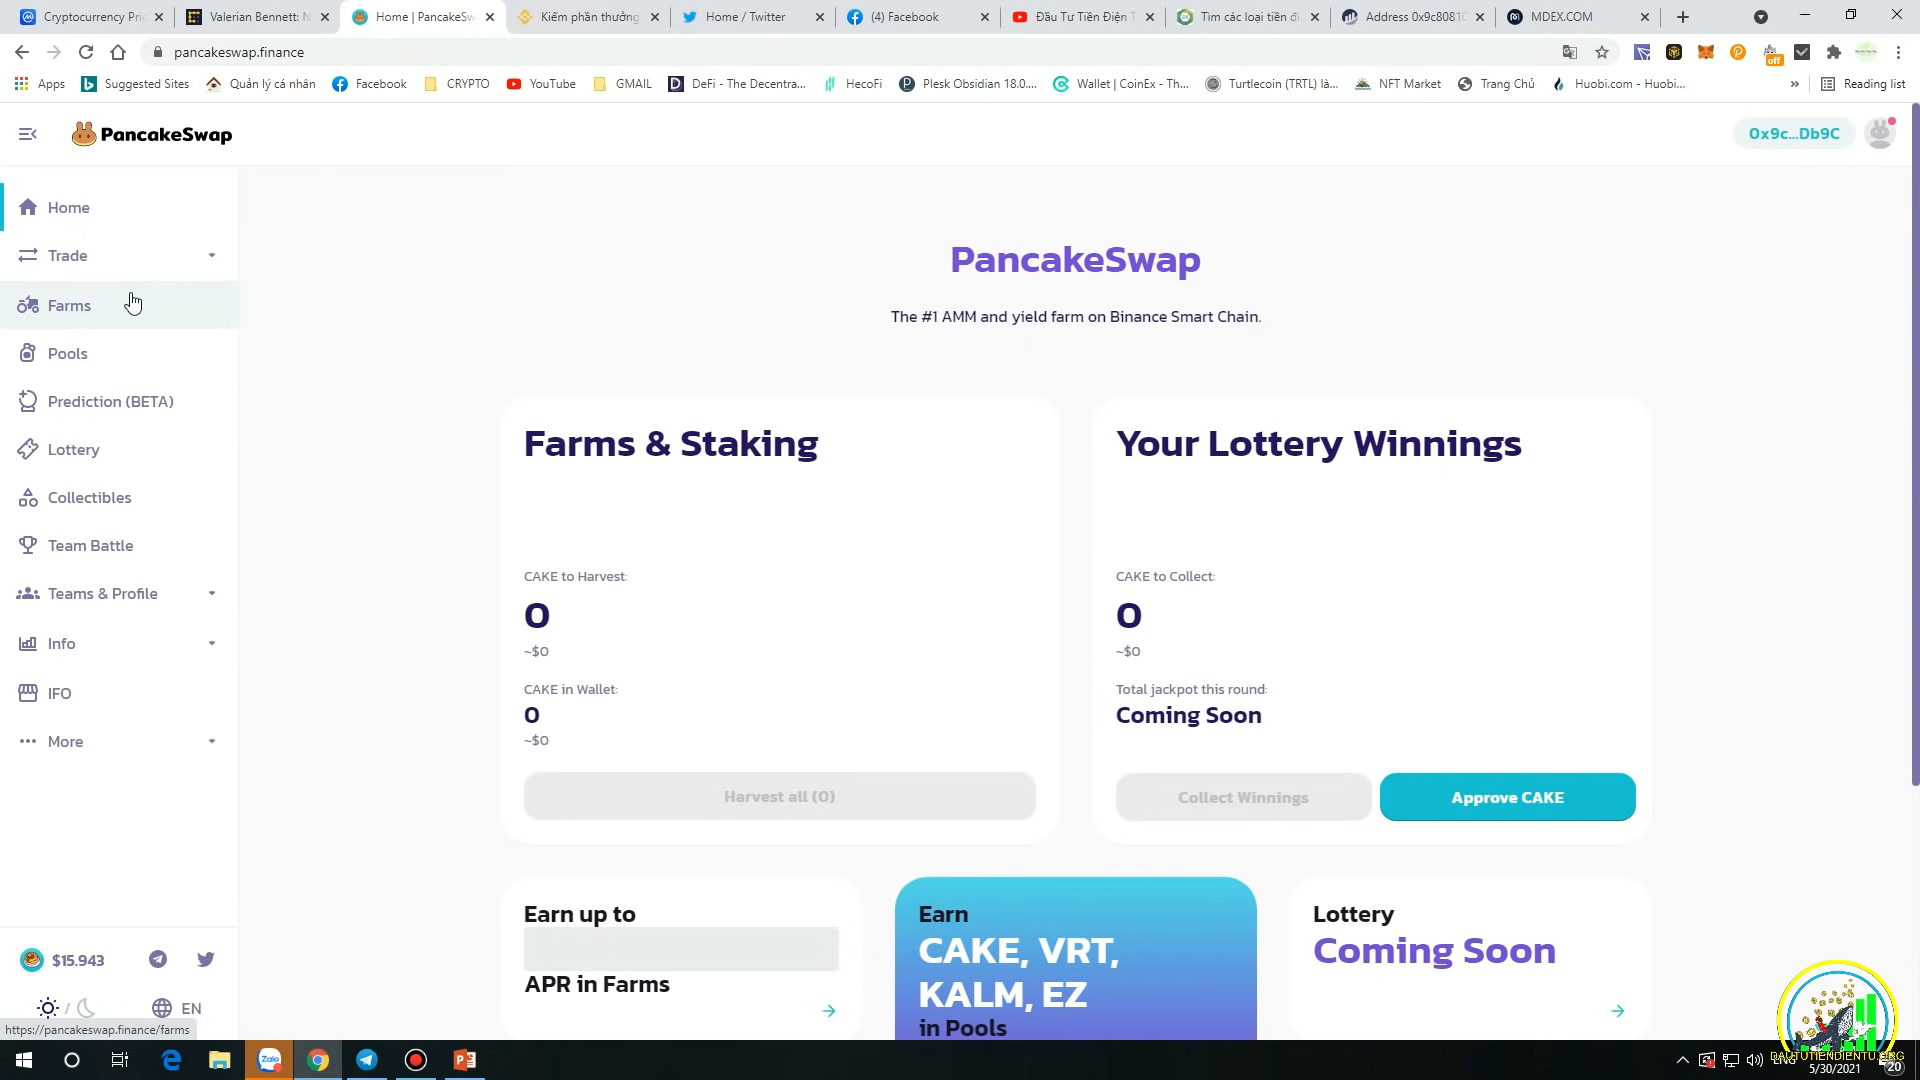 Cryptocurrency Pri
Valerian Bennett: N
Home | PancakeSw
Kiếm phần thưởng
Home / Twitter
(4) Facebook
Đầu Tư Tiền Điện T
Tìm các loại tiền đi
Address 0x9c8081
MDEX.COM
pancakeswap.finance
off
Apps
Suggested Sites
Quản lý cá nhân
Facebook
CRYPTO
YouTube
GMAIL
DeFi - The Decentra...
HecoFi
Plesk Obsidian 18.0....
Wallet | CoinEx - Th...
Turtlecoin (TRTL) là...
NFT Market
Trang Chủ
Huobi.com - Huobi...
»
Reading list
PancakeSwap
0x9c...Db9C
Home
Trade
Farms
Pools
Prediction (BETA)
Lottery
Collectibles
Team Battle
Teams & Profile
Info
IFO
More
$15.943
/
EN
https://pancakeswap.finance/farms
PancakeSwap
The #1 AMM and yield farm on Binance Smart Chain.
Farms & Staking
CAKE to Harvest:
0
~$0
CAKE in Wallet:
0
~$0
Harvest all (0)
Your Lottery Winnings
CAKE to Collect:
0
~$0
Total jackpot this round:
Coming Soon
Collect Winnings
Approve CAKE
Earn up to
APR in Farms
Earn
CAKE, VRT,
KALM, EZ
in Pools
Lottery
Coming Soon
Zalo
ENG
DAUTUTIENDIENTU.ORG
5/30/2021
20